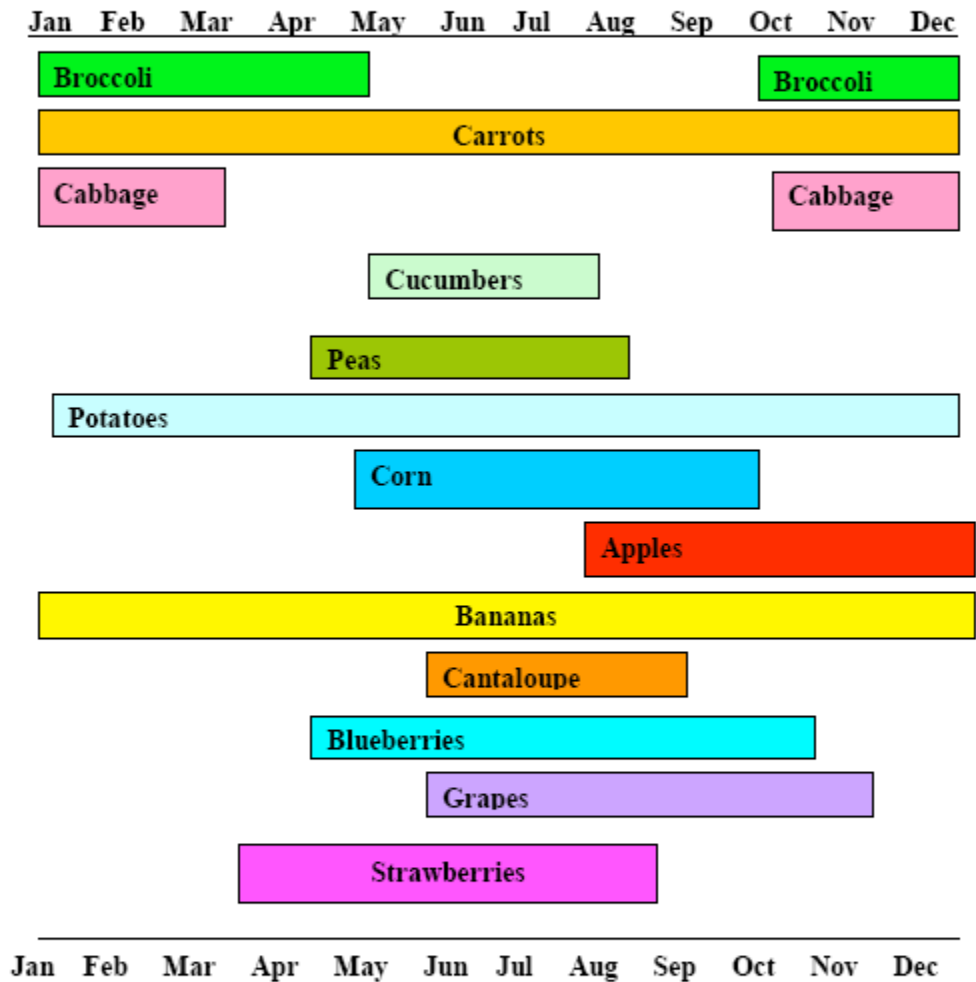 Jan Feb Mar Apr May Jun Jul Aug Sep Oct Nov Dec
Broccoli Broccoli
Carrots
Cabbage Cabbage
Cucumbers
Peas
Potatoes
Corn
Apples
Bananas
Cantaloupe
Blueberries
Grapes
Strawberries
Jan Feb Mar Apr May Jun Jul Aug Sep Oct Nov Dec